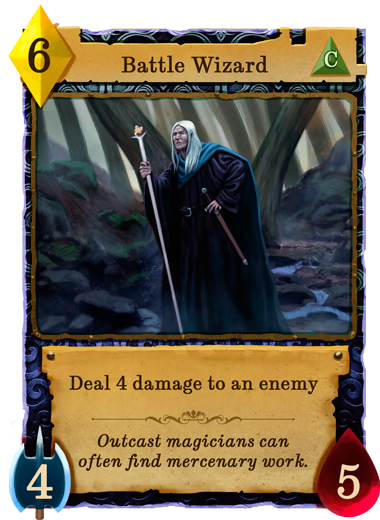 6
Battle Wizard
C
Deal 4 damage to an enemy
Outcast magicians can
often find mercenary work.
4
5